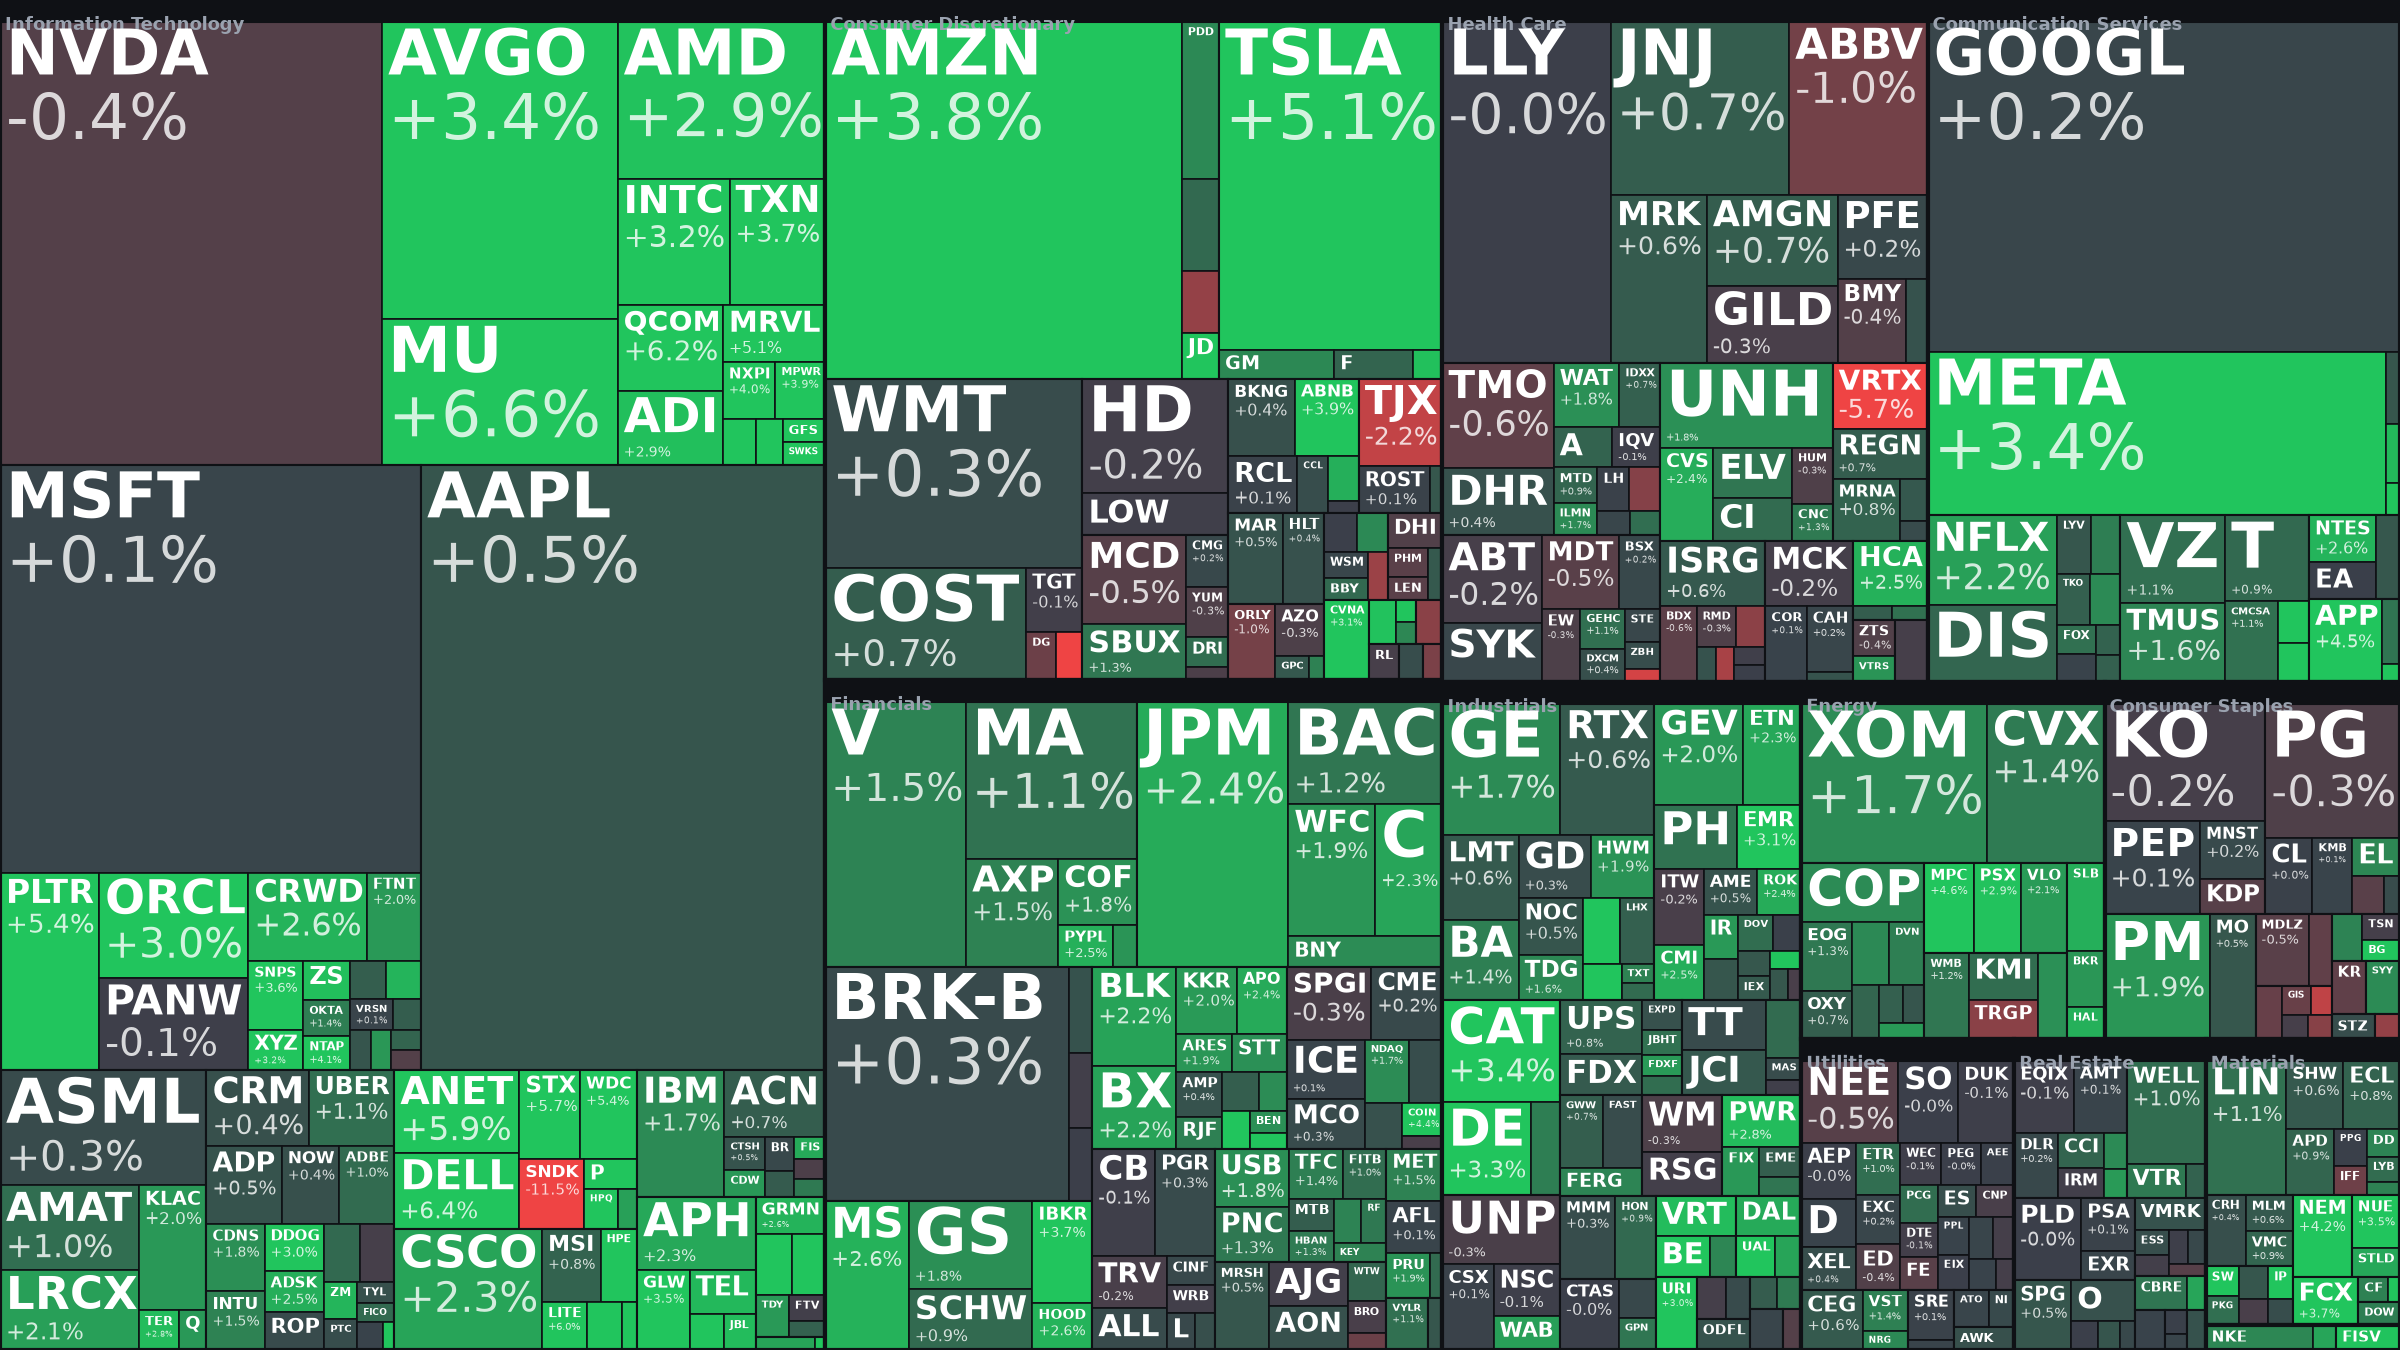 Information Technology
NVDA
-0.4%
AVGO
+3.4%
AMD
+2.9%
MU
+6.6%
INTC
+3.2%
TXN
+3.7%
QCOM
+6.2%
MRVL
+5.1%
NXPI
+4.0%
MPWR
+3.9%
ADI
+2.9%
GFS
SWKS
MSFT
+0.1%
AAPL
+0.5%
PLTR
+5.4%
ORCL
+3.0%
CRWD
+2.6%
FTNT
+2.0%
PANW
-0.1%
SNPS
+3.6%
ZS
OKTA
+1.4%
VRSN
+0.1%
XYZ
+3.2%
NTAP
+4.1%
ASML
+0.3%
CRM
+0.4%
UBER
+1.1%
ADP
+0.5%
NOW
+0.4%
ADBE
+1.0%
AMAT
+1.0%
KLAC
+2.0%
LRCX
+2.1%
TER
+2.8%
Q
CDNS
+1.8%
DDOG
+3.0%
ADSK
+2.5%
INTU
+1.5%
ROP
ZM
TYL
FICO
PTC
ANET
+5.9%
STX
+5.7%
WDC
+5.4%
DELL
+6.4%
SNDK
-11.5%
P
HPQ
CSCO
+2.3%
MSI
+0.8%
HPE
LITE
+6.0%
IBM
+1.7%
ACN
+0.7%
CTSH
+0.5%
BR
FIS
CDW
APH
+2.3%
GRMN
+2.6%
GLW
+3.5%
TEL
JBL
TDY
FTV
Consumer Discretionary
AMZN
+3.8%
PDD
JD
TSLA
+5.1%
GM
F
WMT
+0.3%
HD
-0.2%
LOW
COST
+0.7%
TGT
-0.1%
DG
MCD
-0.5%
CMG
+0.2%
YUM
-0.3%
SBUX
+1.3%
DRI
BKNG
+0.4%
ABNB
+3.9%
TJX
-2.2%
RCL
+0.1%
CCL
ROST
+0.1%
MAR
+0.5%
HLT
+0.4%
DHI
WSM
PHM
BBY
LEN
ORLY
-1.0%
AZO
-0.3%
GPC
CVNA
+3.1%
RL
Health Care
LLY
-0.0%
JNJ
+0.7%
ABBV
-1.0%
MRK
+0.6%
AMGN
+0.7%
PFE
+0.2%
GILD
-0.3%
BMY
-0.4%
TMO
-0.6%
WAT
+1.8%
IDXX
+0.7%
A
IQV
-0.1%
DHR
+0.4%
MTD
+0.9%
LH
ILMN
+1.7%
UNH
+1.8%
VRTX
-5.7%
CVS
+2.4%
ELV
HUM
-0.3%
REGN
+0.7%
CI
CNC
+1.3%
MRNA
+0.8%
ABT
-0.2%
MDT
-0.5%
BSX
+0.2%
SYK
EW
-0.3%
GEHC
+1.1%
STE
DXCM
+0.4%
ZBH
ISRG
+0.6%
MCK
-0.2%
HCA
+2.5%
BDX
-0.6%
RMD
-0.3%
COR
+0.1%
CAH
+0.2%
ZTS
-0.4%
VTRS
Communication Services
GOOGL
+0.2%
META
+3.4%
NFLX
+2.2%
LYV
TKO
DIS
FOX
VZ
+1.1%
T
+0.9%
NTES
+2.6%
EA
TMUS
+1.6%
CMCSA
+1.1%
APP
+4.5%
Financials
V
+1.5%
MA
+1.1%
JPM
+2.4%
BAC
+1.2%
WFC
+1.9%
C
+2.3%
AXP
+1.5%
COF
+1.8%
PYPL
+2.5%
BNY
BRK-B
+0.3%
BLK
+2.2%
KKR
+2.0%
APO
+2.4%
SPGI
-0.3%
CME
+0.2%
ARES
+1.9%
STT
ICE
+0.1%
NDAQ
+1.7%
BX
+2.2%
AMP
+0.4%
RJF
BEN
MCO
+0.3%
COIN
+4.4%
MS
+2.6%
GS
+1.8%
IBKR
+3.7%
SCHW
+0.9%
HOOD
+2.6%
CB
-0.1%
PGR
+0.3%
USB
+1.8%
TFC
+1.4%
FITB
+1.0%
MET
+1.5%
PNC
+1.3%
MTB
RF
HBAN
+1.3%
KEY
AFL
+0.1%
TRV
-0.2%
CINF
WRB
ALL
L
MRSH
+0.5%
AJG
WTW
PRU
+1.9%
AON
BRO
VYLR
+1.1%
Industrials
GE
+1.7%
RTX
+0.6%
GEV
+2.0%
ETN
+2.3%
LMT
+0.6%
GD
+0.3%
HWM
+1.9%
PH
EMR
+3.1%
NOC
+0.5%
LHX
BA
+1.4%
TDG
+1.6%
TXT
ITW
-0.2%
AME
+0.5%
ROK
+2.4%
IR
DOV
CMI
+2.5%
IEX
CAT
+3.4%
UPS
+0.8%
EXPD
JBHT
TT
FDX
FDXF
JCI
MAS
DE
+3.3%
GWW
+0.7%
FAST
WM
-0.3%
PWR
+2.8%
FERG
RSG
FIX
EME
UNP
-0.3%
MMM
+0.3%
HON
+0.9%
VRT
DAL
BE
UAL
CSX
+0.1%
NSC
-0.1%
WAB
CTAS
-0.0%
GPN
URI
+3.0%
ODFL
Energy
XOM
+1.7%
CVX
+1.4%
COP
MPC
+4.6%
PSX
+2.9%
VLO
+2.1%
SLB
EOG
+1.3%
DVN
OXY
+0.7%
WMB
+1.2%
KMI
BKR
TRGP
HAL
Consumer Staples
KO
-0.2%
PG
-0.3%
PEP
+0.1%
MNST
+0.2%
KDP
CL
+0.0%
KMB
+0.1%
EL
PM
+1.9%
MO
+0.5%
MDLZ
-0.5%
TSN
BG
GIS
KR
SYY
STZ
Utilities
NEE
-0.5%
SO
-0.0%
DUK
-0.1%
AEP
-0.0%
ETR
+1.0%
WEC
-0.1%
PEG
-0.0%
AEE
D
EXC
+0.2%
PCG
ES
CNP
DTE
-0.1%
PPL
XEL
+0.4%
ED
-0.4%
FE
EIX
CEG
+0.6%
VST
+1.4%
SRE
+0.1%
ATO
NI
NRG
AWK
Real Estate
EQIX
-0.1%
AMT
+0.1%
WELL
+1.0%
DLR
+0.2%
CCI
IRM
VTR
PLD
-0.0%
PSA
+0.1%
VMRK
ESS
EXR
SPG
+0.5%
O
CBRE
Materials
LIN
+1.1%
SHW
+0.6%
ECL
+0.8%
APD
+0.9%
PPG
DD
IFF
LYB
CRH
+0.4%
MLM
+0.6%
NEM
+4.2%
NUE
+3.5%
VMC
+0.9%
STLD
SW
IP
FCX
+3.7%
CF
PKG
DOW
NKE
FISV